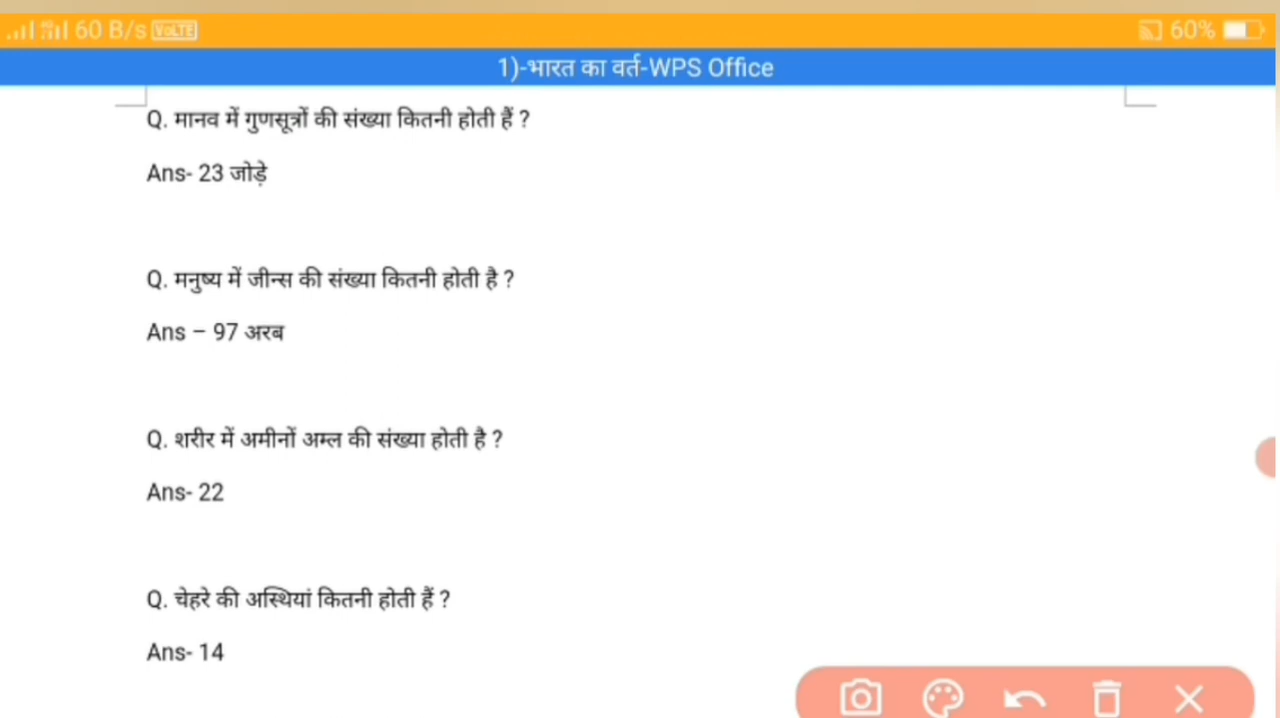 60 B/s VoLTE 60%
1)-भारत का वर्त-WPS Office
Q. मानव में गुणसूत्रों की संख्या कितनी होती हैं ?
Ans- 23 जोड़े
Q. मनुष्य में जीन्स की संख्या कितनी होती है ?
Ans – 97 अरब
Q. शरीर में अमीनों अम्ल की संख्या होती है ?
Ans- 22
Q. चेहरे की अस्थियां कितनी होती हैं ?
Ans- 14